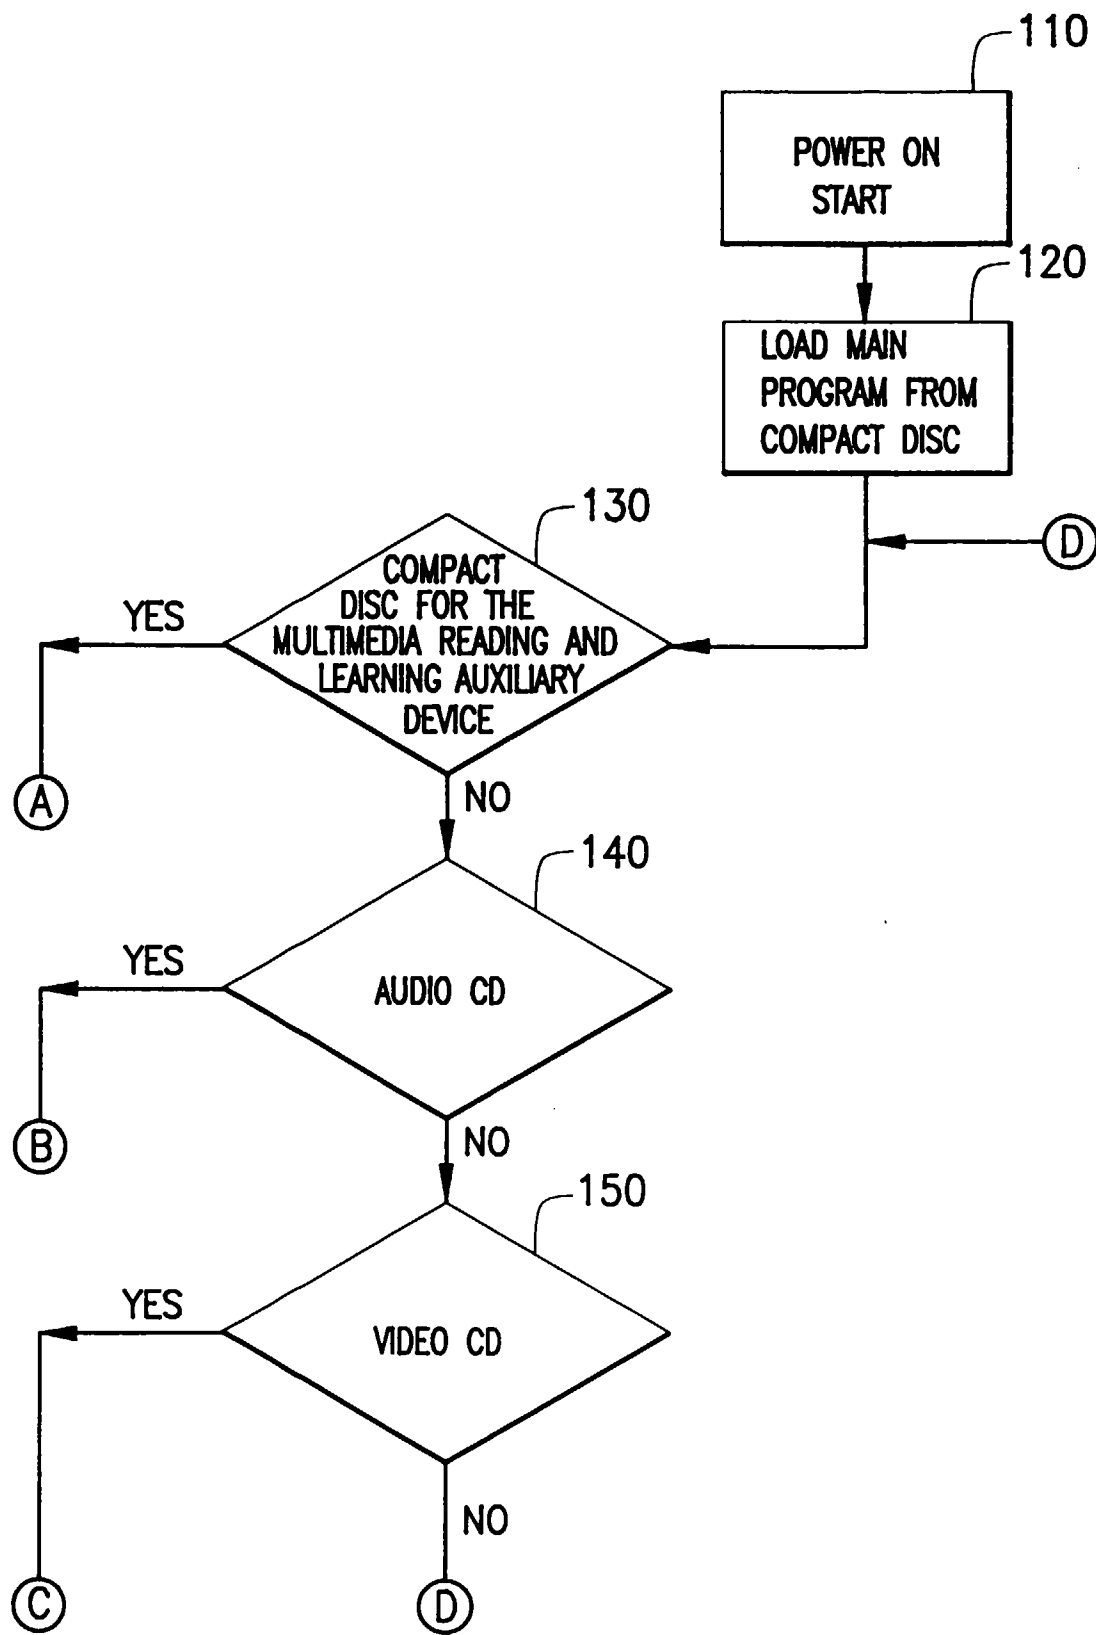 110
POWER ON
START
120
LOAD MAIN
PROGRAM FROM
COMPACT DISC
D
130
COMPACT
DISC FOR THE
MULTIMEDIA READING AND
LEARNING AUXILIARY
DEVICE
YES
A
NO
140
AUDIO CD
YES
B
NO
150
VIDEO CD
YES
C
NO
D